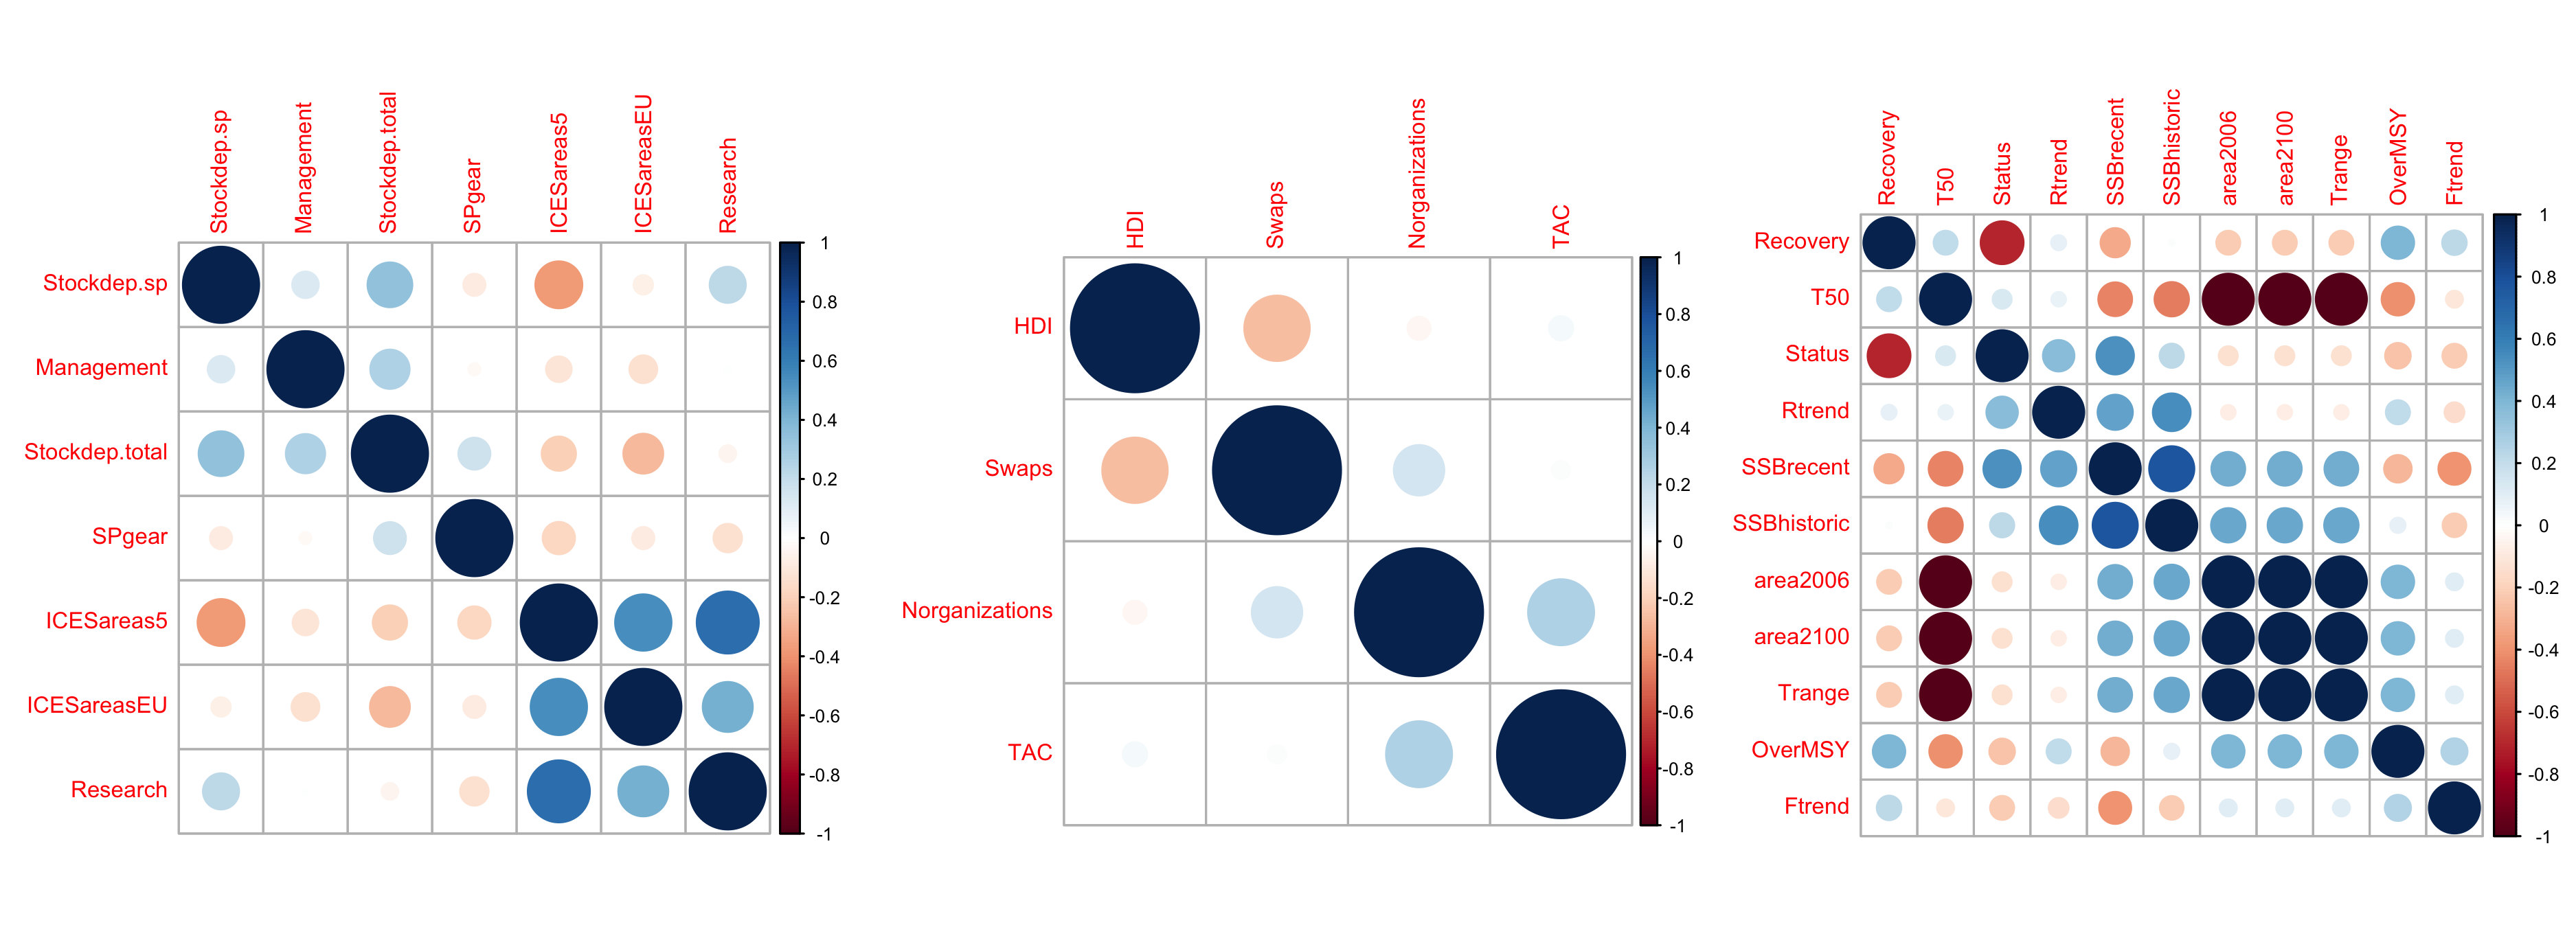 Stockdep.sp
Management
Stockdep.total
SPgear
ICESareas5
ICESareasEU
Research
Stockdep.sp
Management
Stockdep.total
SPgear
ICESareas5
ICESareasEU
Research
1
0.8
0.6
0.4
0.2
0
-0.2
-0.4
-0.6
-0.8
-1
HDI
Swaps
Norganizations
TAC
HDI
Swaps
Norganizations
TAC
1
0.8
0.6
0.4
0.2
0
-0.2
-0.4
-0.6
-0.8
-1
Recovery
T50
Status
Rtrend
SSBrecent
SSBhistoric
area2006
area2100
Trange
OverMSY
Ftrend
Recovery
T50
Status
Rtrend
SSBrecent
SSBhistoric
area2006
area2100
Trange
OverMSY
Ftrend
1
0.8
0.6
0.4
0.2
0
-0.2
-0.4
-0.6
-0.8
-1